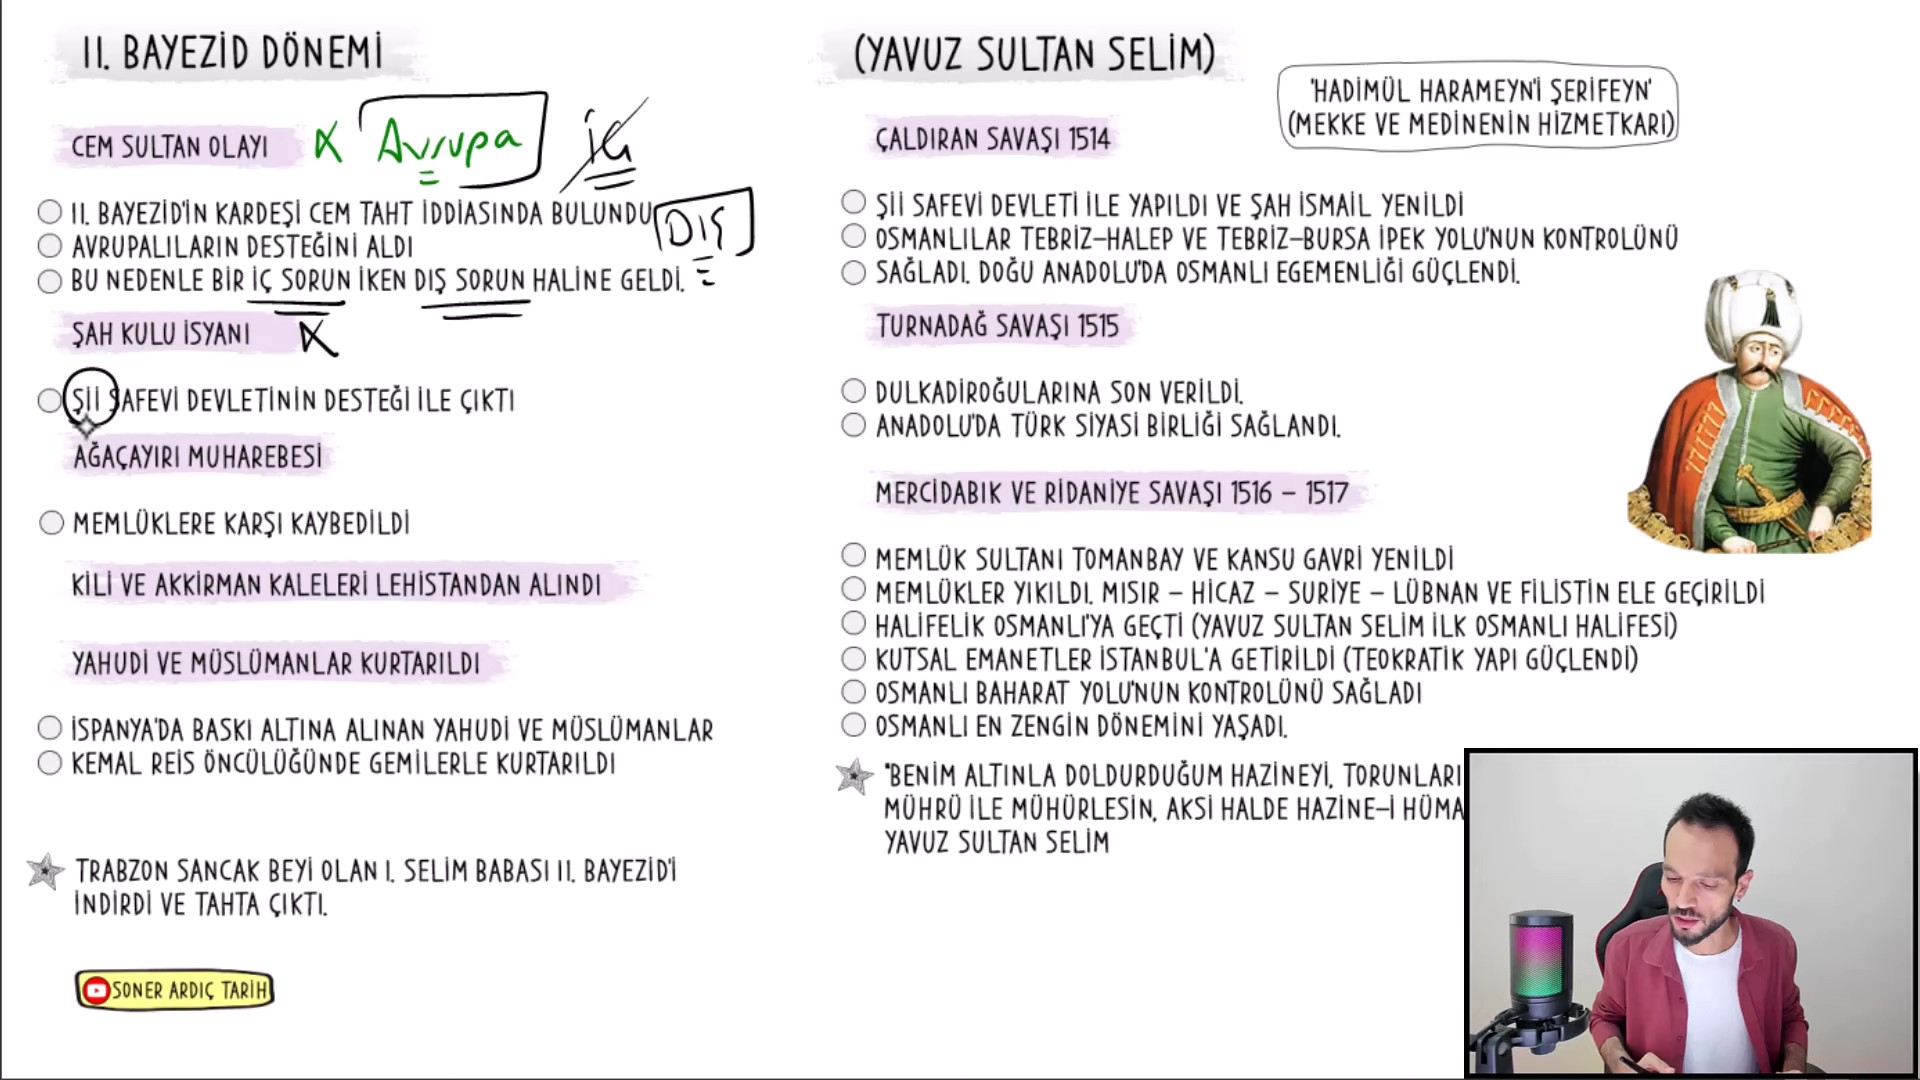 II. BAYEZİD DÖNEMİ
CEM SULTAN OLAYI
Avrupa
İÇ
II. BAYEZİD'İN KARDEŞİ CEM TAHT İDDİASINDA BULUNDU
DIŞ
AVRUPALILARIN DESTEĞİNİ ALDI
BU NEDENLE BİR İÇ SORUN İKEN DIŞ SORUN HALİNE GELDİ.
ŞAH KULU İSYANI
Şİİ SAFEVİ DEVLETİNİN DESTEĞİ İLE ÇIKTI
AĞAÇAYIRI MUHAREBESİ
MEMLÜKLERE KARŞI KAYBEDİLDİ
KİLİ VE AKKİRMAN KALELERİ LEHİSTANDAN ALINDI
YAHUDİ VE MÜSLÜMANLAR KURTARILDI
İSPANYA'DA BASKI ALTINA ALINAN YAHUDİ VE MÜSLÜMANLAR
KEMAL REİS ÖNCÜLÜĞÜNDE GEMİLERLE KURTARILDI
TRABZON SANCAK BEYİ OLAN I. SELİM BABASI II. BAYEZİD'İ
İNDİRDİ VE TAHTA ÇIKTI.
SONER ARDIÇ TARİH
(YAVUZ SULTAN SELİM)
'HADİMÜL HARAMEYN'İ ŞERİFEYN'
(MEKKE VE MEDİNENİN HİZMETKARI)
ÇALDIRAN SAVAŞI 1514
Şİİ SAFEVİ DEVLETİ İLE YAPILDI VE ŞAH İSMAİL YENİLDİ
OSMANLILAR TEBRİZ-HALEP VE TEBRİZ-BURSA İPEK YOLU'NUN KONTROLÜNÜ
SAĞLADI. DOĞU ANADOLU'DA OSMANLI EGEMENLİĞİ GÜÇLENDİ.
TURNADAĞ SAVAŞI 1515
DULKADİROĞULARINA SON VERİLDİ.
ANADOLU'DA TÜRK SİYASİ BİRLİĞİ SAĞLANDI.
MERCİDABIK VE RİDANİYE SAVAŞI 1516 - 1517
MEMLÜK SULTANI TOMANBAY VE KANSU GAVRİ YENİLDİ
MEMLÜKLER YIKILDI. MISIR - HİCAZ - SURİYE - LÜBNAN VE FİLİSTİN ELE GEÇİRİLDİ
HALİFELİK OSMANLI'YA GEÇTİ (YAVUZ SULTAN SELİM İLK OSMANLI HALİFESİ)
KUTSAL EMANETLER İSTANBUL'A GETİRİLDİ (TEOKRATİK YAPI GÜÇLENDİ)
OSMANLI BAHARAT YOLU'NUN KONTROLÜNÜ SAĞLADI
OSMANLI EN ZENGİN DÖNEMİNİ YAŞADI.
"BENİM ALTINLA DOLDURDUĞUM HAZİNEYİ, TORUNLARI
MÜHRÜ İLE MÜHÜRLESİN, AKSİ HALDE HAZİNE-İ HÜMA
YAVUZ SULTAN SELİM